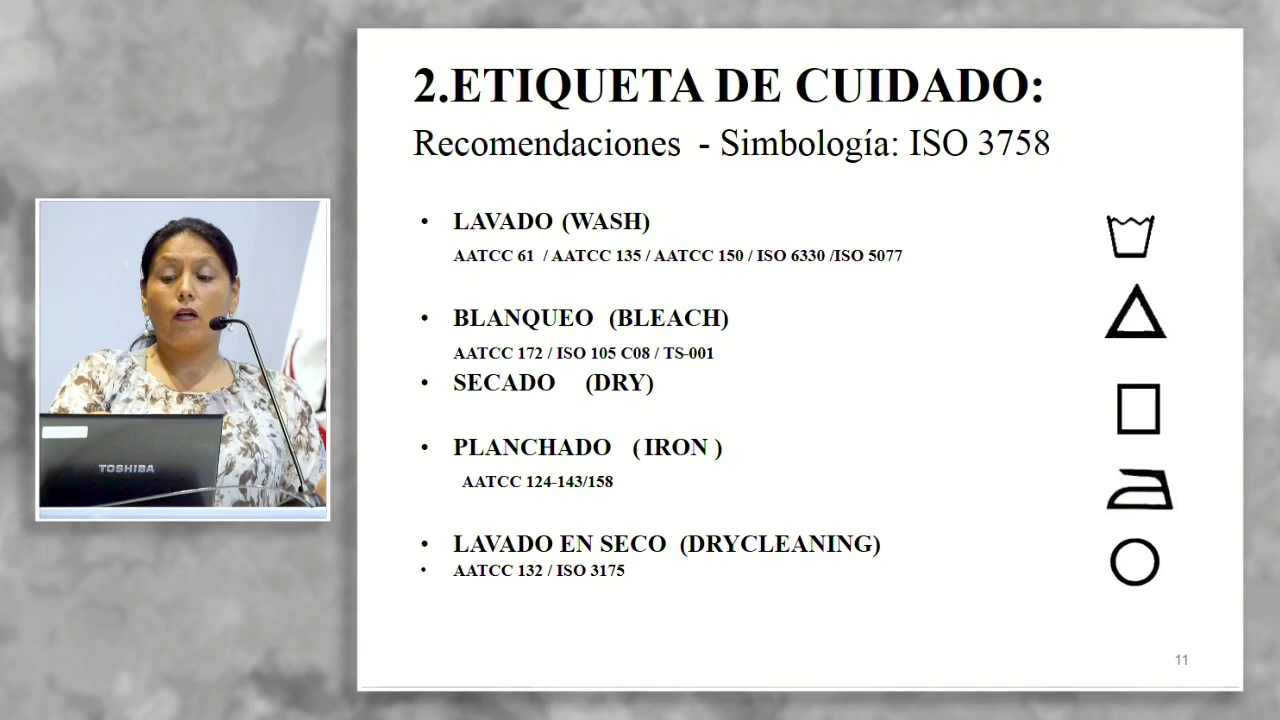 2.ETIQUETA DE CUIDADO:
Recomendaciones - Simbología: ISO 3758
• LAVADO (WASH)
AATCC 61 / AATCC 135 / AATCC 150 / ISO 6330 /ISO 5077
• BLANQUEO (BLEACH)
AATCC 172 / ISO 105 C08 / TS-001
• SECADO (DRY)
• PLANCHADO ( IRON )
AATCC 124-143/158
• LAVADO EN SECO (DRYCLEANING)
• AATCC 132 / ISO 3175
11
TOSHIBA